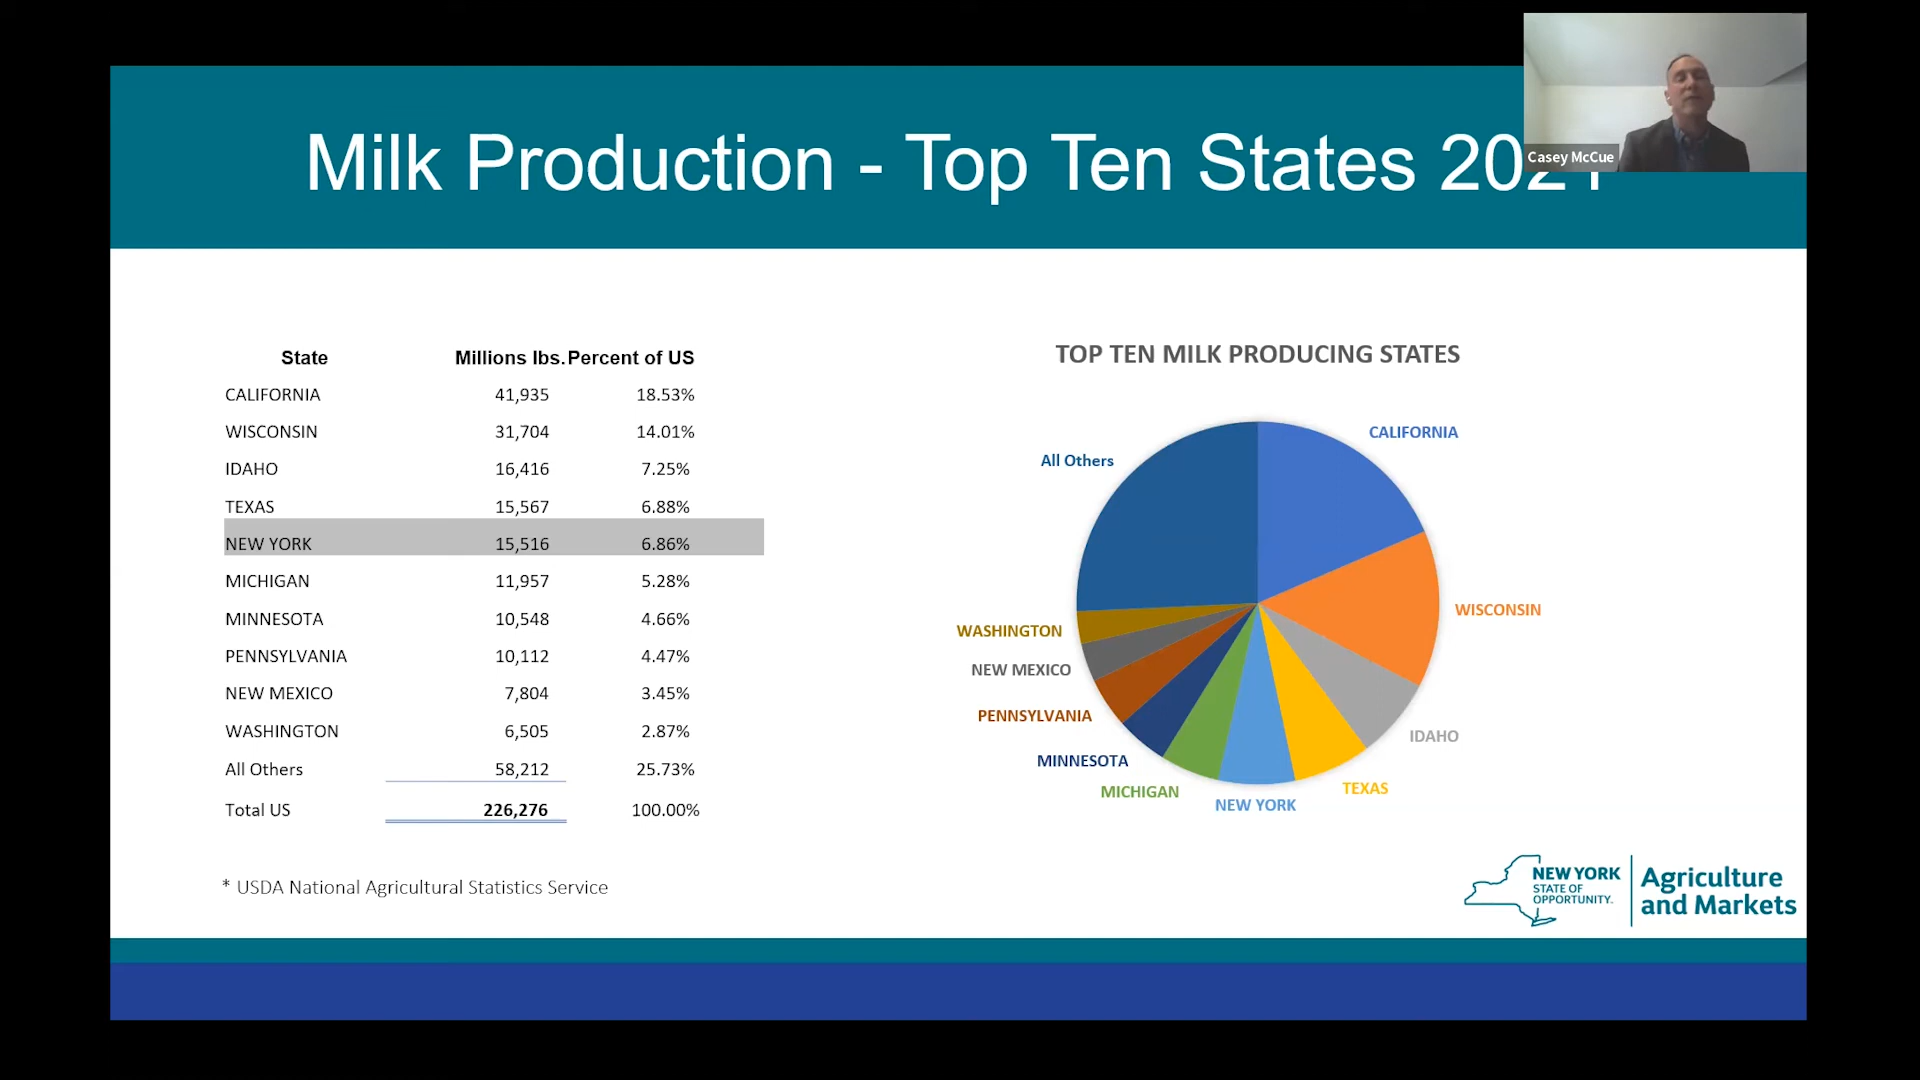 Milk Production - Top Ten States 2021
Casey McCue
State Millions lbs. Percent of US
CALIFORNIA 41,935 18.53%
WISCONSIN 31,704 14.01%
IDAHO 16,416 7.25%
TEXAS 15,567 6.88%
NEW YORK 15,516 6.86%
MICHIGAN 11,957 5.28%
MINNESOTA 10,548 4.66%
PENNSYLVANIA 10,112 4.47%
NEW MEXICO 7,804 3.45%
WASHINGTON 6,505 2.87%
All Others 58,212 25.73%
Total US 226,276 100.00%
* USDA National Agricultural Statistics Service
TOP TEN MILK PRODUCING STATES
CALIFORNIA
All Others
WISCONSIN
WASHINGTON
NEW MEXICO
PENNSYLVANIA
IDAHO
MINNESOTA
TEXAS
MICHIGAN
NEW YORK
NEW YORK
STATE OF
OPPORTUNITY.
Agriculture
and Markets